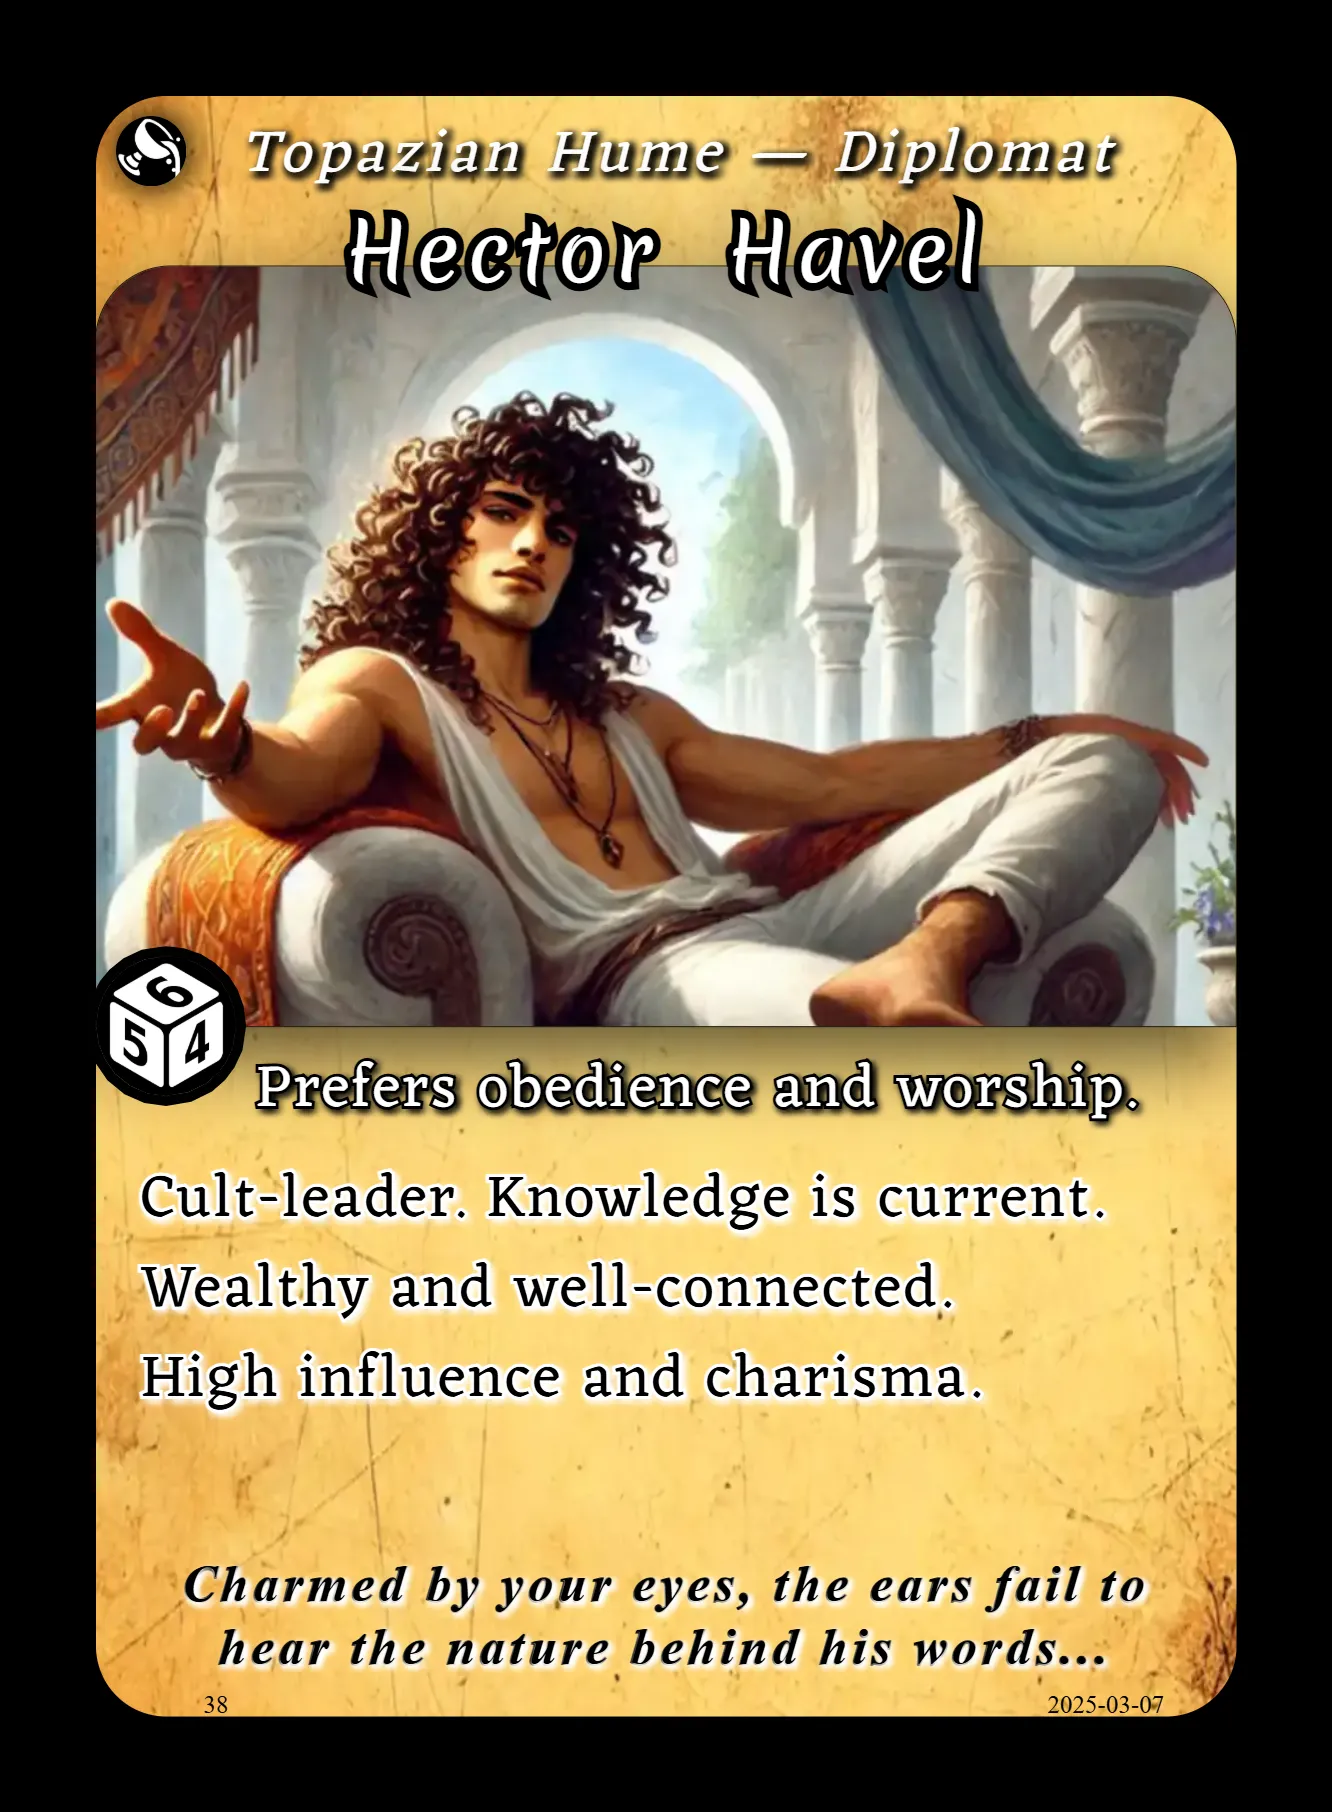 Topazian Hume — Diplomat
Hector Havel
6
5 4
Prefers obedience and worship.
Cult-leader. Knowledge is current.
Wealthy and well-connected.
High influence and charisma.
Charmed by your eyes, the ears fail to
hear the nature behind his words...
38 2025-03-07